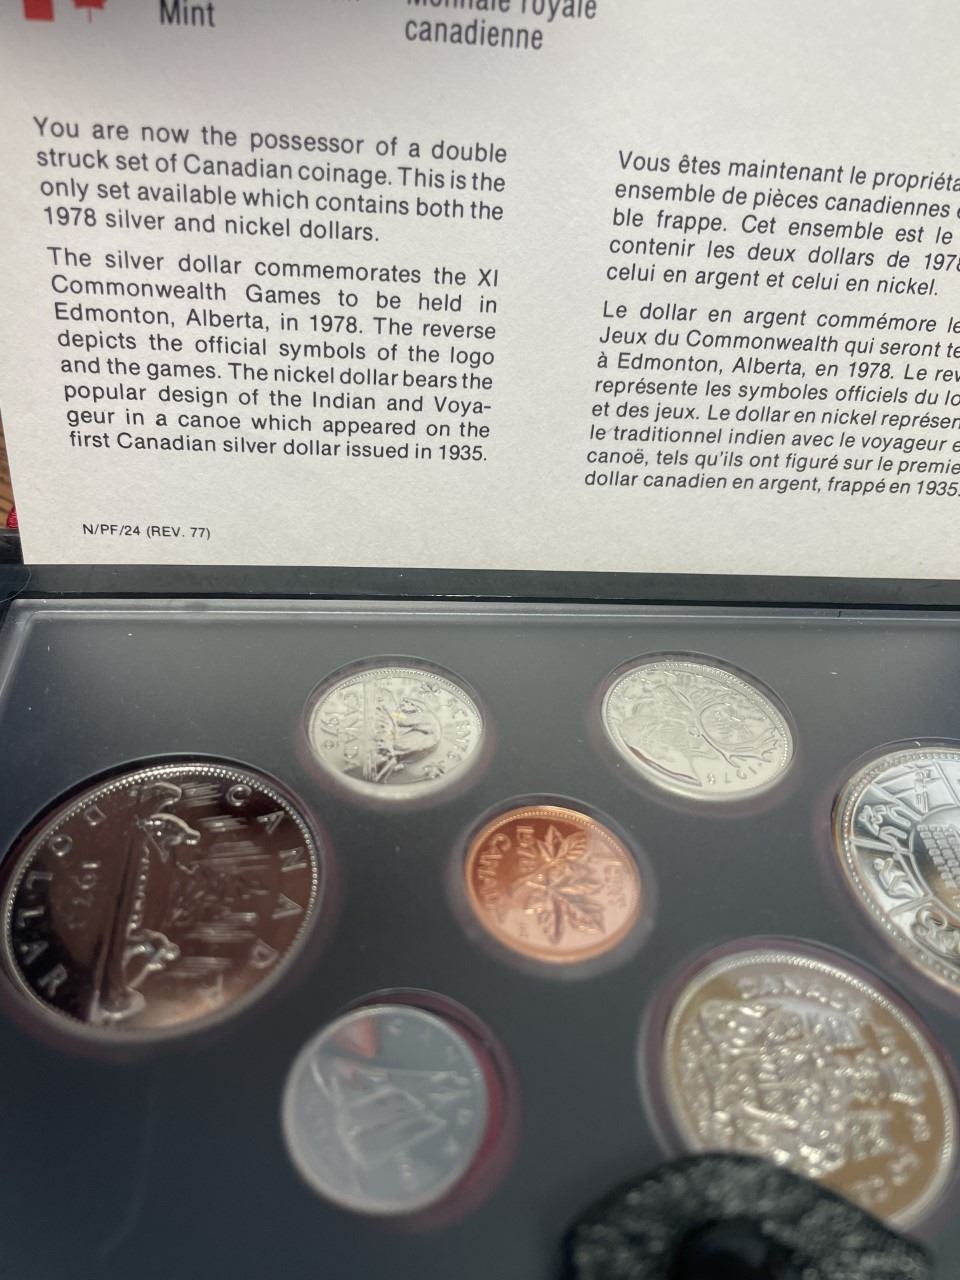 Mint
Monnaie royale
canadienne
You are now the possessor of a double
struck set of Canadian coinage. This is the
only set available which contains both the
1978 silver and nickel dollars.
The silver dollar commemorates the XI
Commonwealth Games to be held in
Edmonton, Alberta, in 1978. The reverse
depicts the official symbols of the logo
and the games. The nickel dollar bears the
popular design of the Indian and Voya-
geur in a canoe which appeared on the
first Canadian silver dollar issued in 1935.
N/PF/24 (REV. 77)
Vous êtes maintenant le
ensemble de pièces canadiennes
ble frappe. Cet ensemble est le
contenir les deux dollars de
celui en argent et celui en nickel.
Le dollar en argent commémore
Jeux du Commonwealth qui seront
à Edmonton, Alberta, en 1978. Le
représente les symboles officiels du
et des jeux. Le dollar en nickel
le traditionnel indien avec le voyageur
canoë, tels qu'ils ont figuré sur le
dollar canadien en argent, frappé en 1935.
5 CENTS
CANADA
1978
1978
CANADA
DOLLAR
1 CENT
1978
CANADA
CANADA